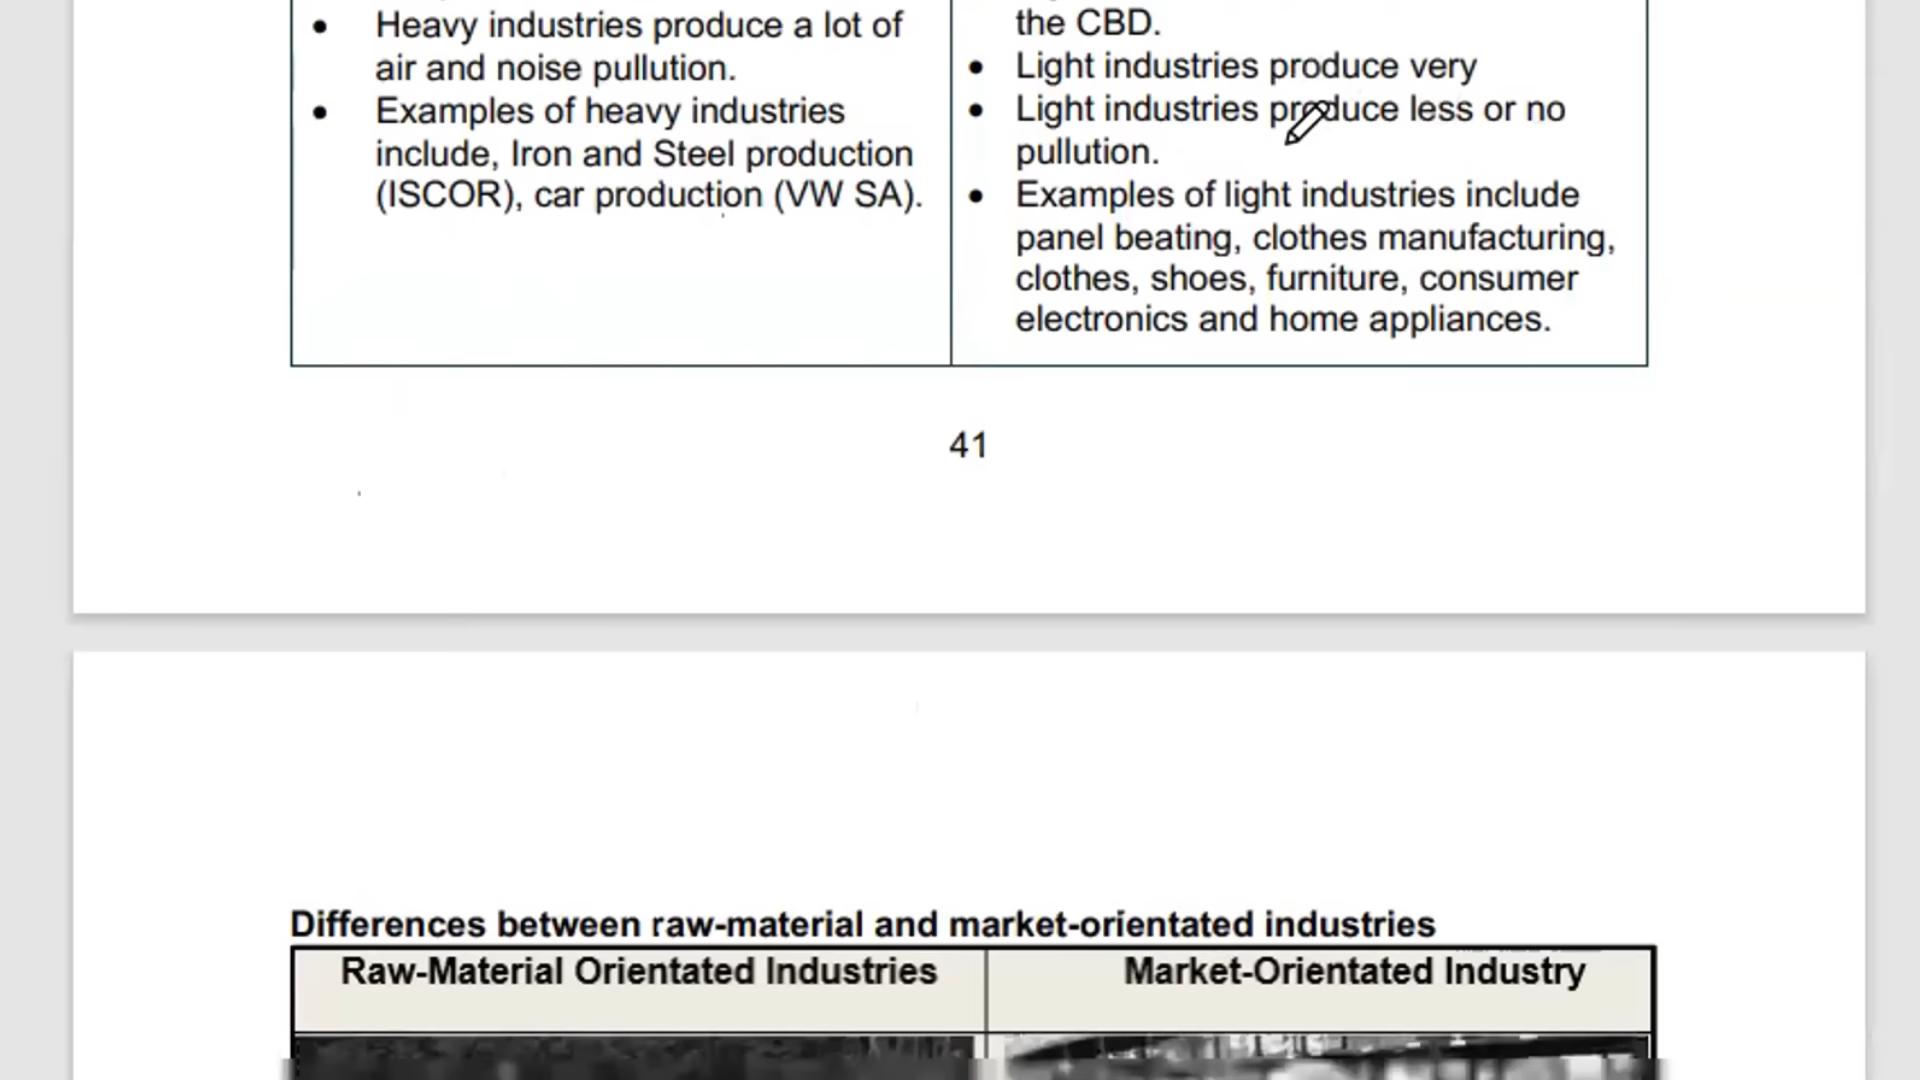 Heavy industries produce a lot of
air and noise pullution.
Examples of heavy industries
include, Iron and Steel production
(ISCOR), car production (VW SA).
the CBD.
Light industries produce very
Light industries produce less or no
pullution.
Examples of light industries include
panel beating, clothes manufacturing,
clothes, shoes, furniture, consumer
electronics and home appliances.
41
Differences between raw-material and market-orientated industries
Raw-Material Orientated Industries
Market-Orientated Industry